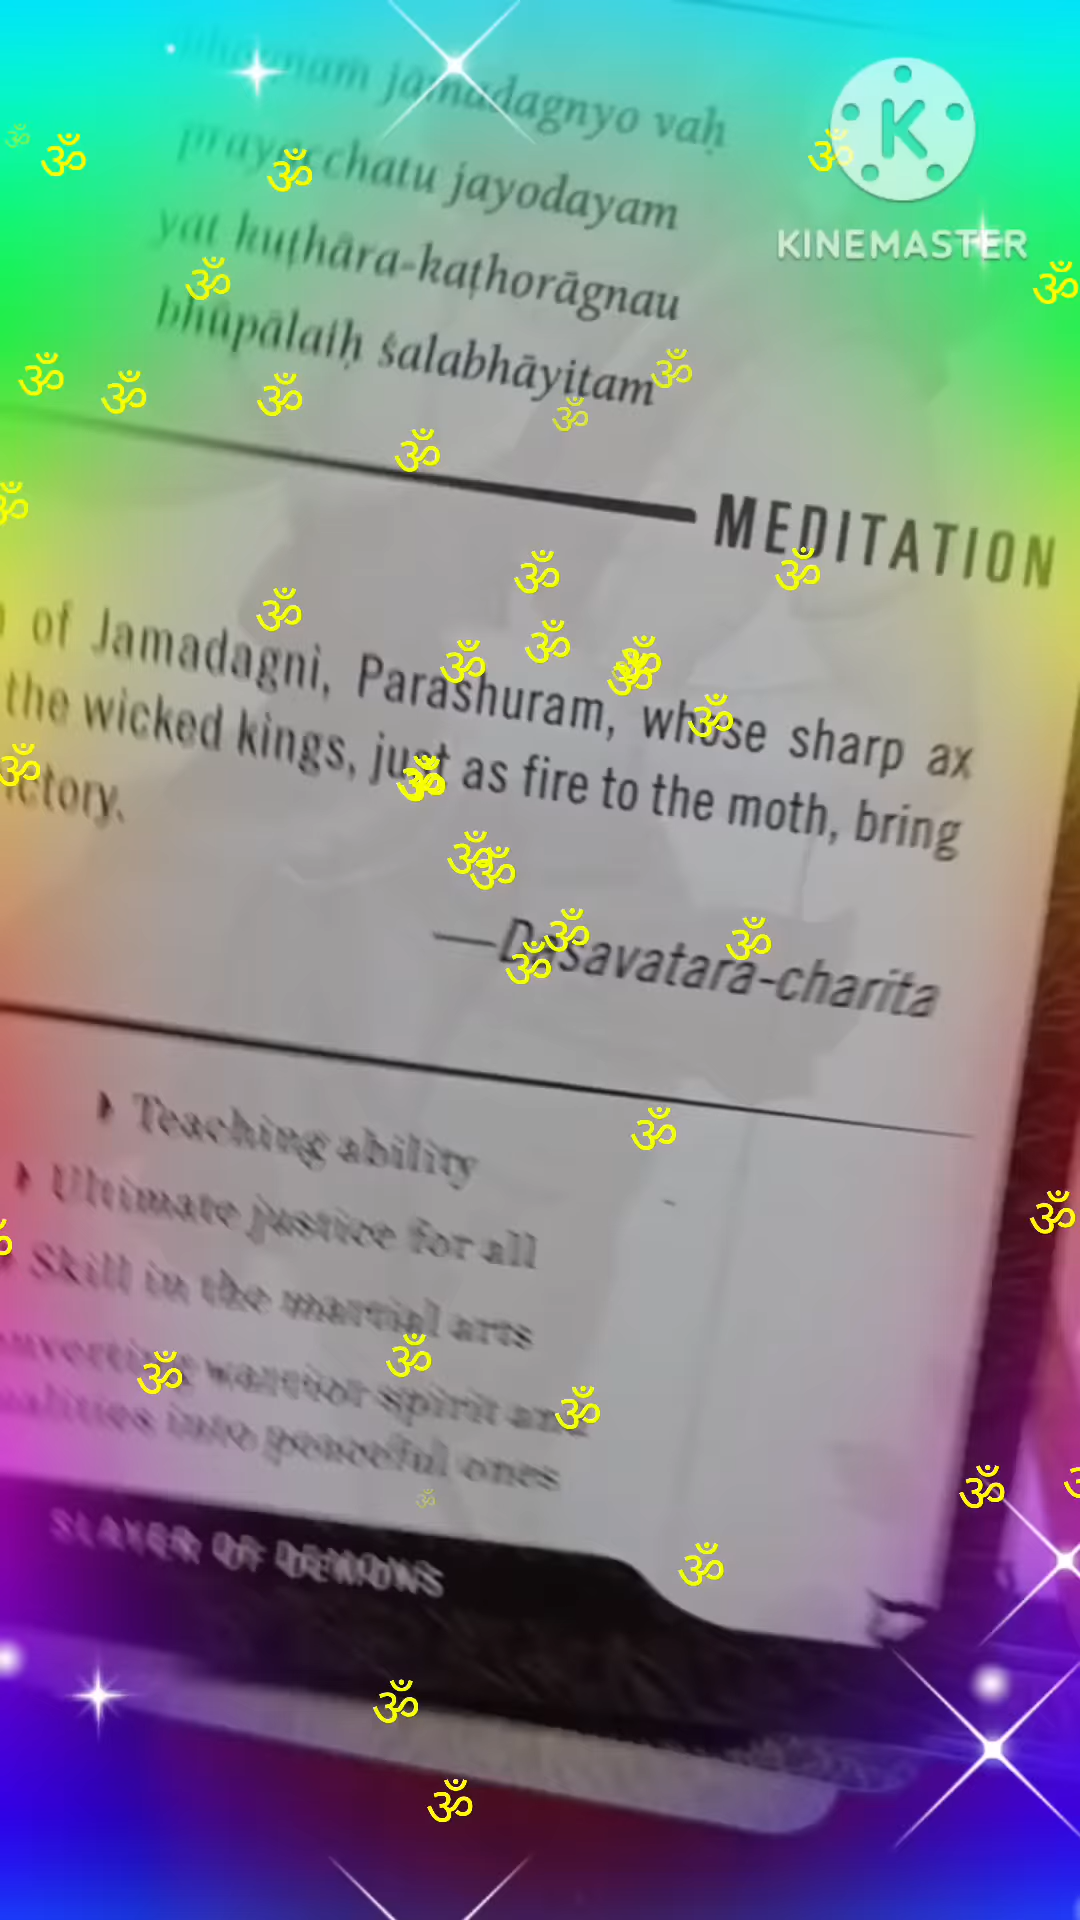 jāmadagnyo vaḥ
prayacchatu jayodayam
yat kuṭhāra-kaṭhorāgnau
bhūpālaiḥ śalabhāyitam
MEDITATION
of Jamadagni, Parashuram, whose sharp ax
the wicked kings, just as fire to the moth, bring
—Dasavatara-charita
Teaching ability
Ultimate justice for all
Skill in the martial arts
warrior spirit and
into peaceful ones
SLAYER OF DEMONS
K
KINEMASTER